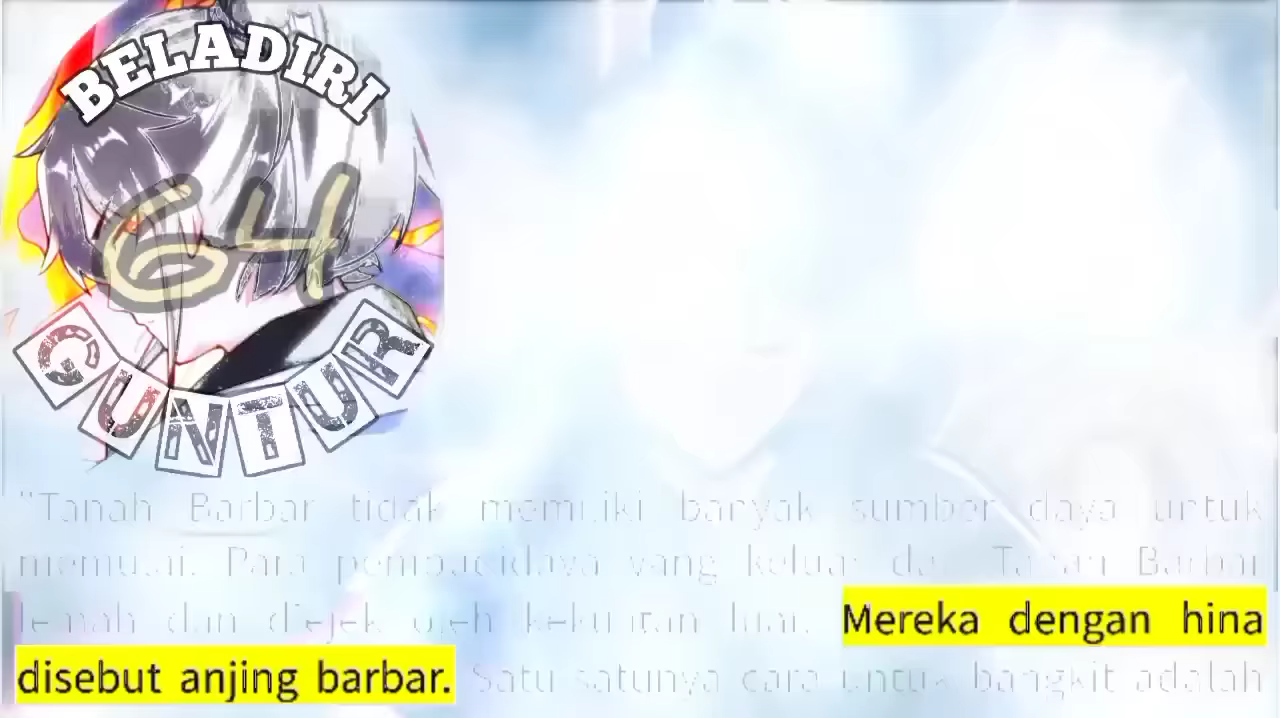 BELADIRI
64
GUNTUR
"Tanah Barbar tidak memiliki banyak sumber daya untuk
memulai. Para pembudidaya yang keluar dari Tanah Barbar
lemah dan diejek oleh kekuatan luar. Mereka dengan hina
disebut anjing barbar. Satu satunya cara untuk bangkit adalah